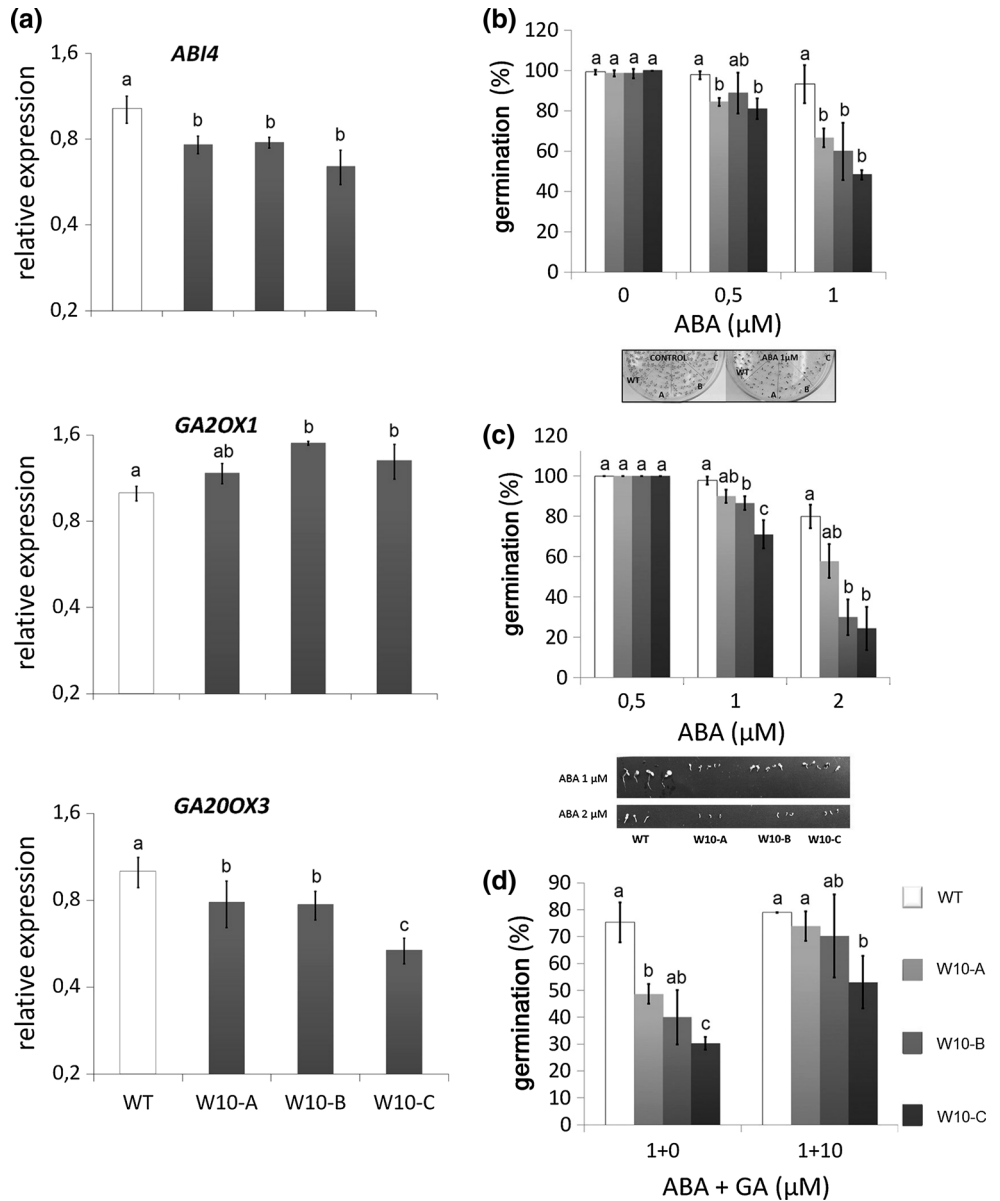 (a)
ABI4
relative expression
1,6
0,8
0,4
0,2
a
b
b
b
GA2OX1
relative expression
1,6
0,8
0,4
0,2
a
ab
b
b
GA20OX3
relative expression
1,6
0,8
0,4
0,2
a
b
b
c
WT W10-A W10-B W10-C
(b)
germination (%)
120
100
80
60
40
20
0
a a a a
a b ab b
a b b b
0 0,5 1
ABA (µM)
CONTROL
WT A B C
ABA 1µM
WT A B C
(c)
germination (%)
120
100
80
60
40
20
0
a a a a
a ab b c
a ab b b
0,5 1 2
ABA (µM)
ABA 1 µM
ABA 2 µM
WT W10-A W10-B W10-C
(d)
germination (%)
90
80
70
60
50
40
30
20
10
0
a b ab c
a a ab b
1+0 1+10
ABA + GA (µM)
WT
W10-A
W10-B
W10-C